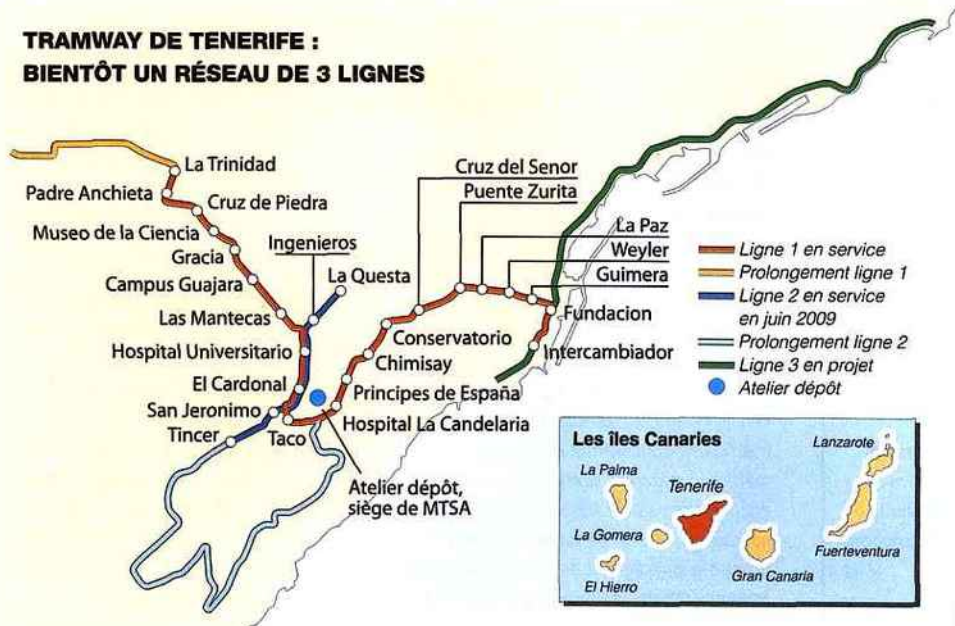 TRAMWAY DE TENERIFE :
BIENTÔT UN RÉSEAU DE 3 LIGNES
La Trinidad
Padre Anchieta
Cruz de Piedra
Museo de la Ciencia
Gracia
Campus Guajara
Las Mantecas
Hospital Universitario
El Cardonal
San Jeronimo
Tincer
Taco
Ingenieros
La Questa
Cruz del Senor
Puente Zurita
La Paz
Weyler
Guimera
Fundacion
Intercambiador
Conservatorio
Chimisay
Principes de España
Hospital La Candelaria
Atelier dépôt,
siège de MTSA
Ligne 1 en service
Prolongement ligne 1
Ligne 2 en service
en juin 2009
Prolongement ligne 2
Ligne 3 en projet
Atelier dépôt
Les îles Canaries
Lanzarote
La Palma
Tenerife
La Gomera
Fuerteventura
El Hierro
Gran Canaria